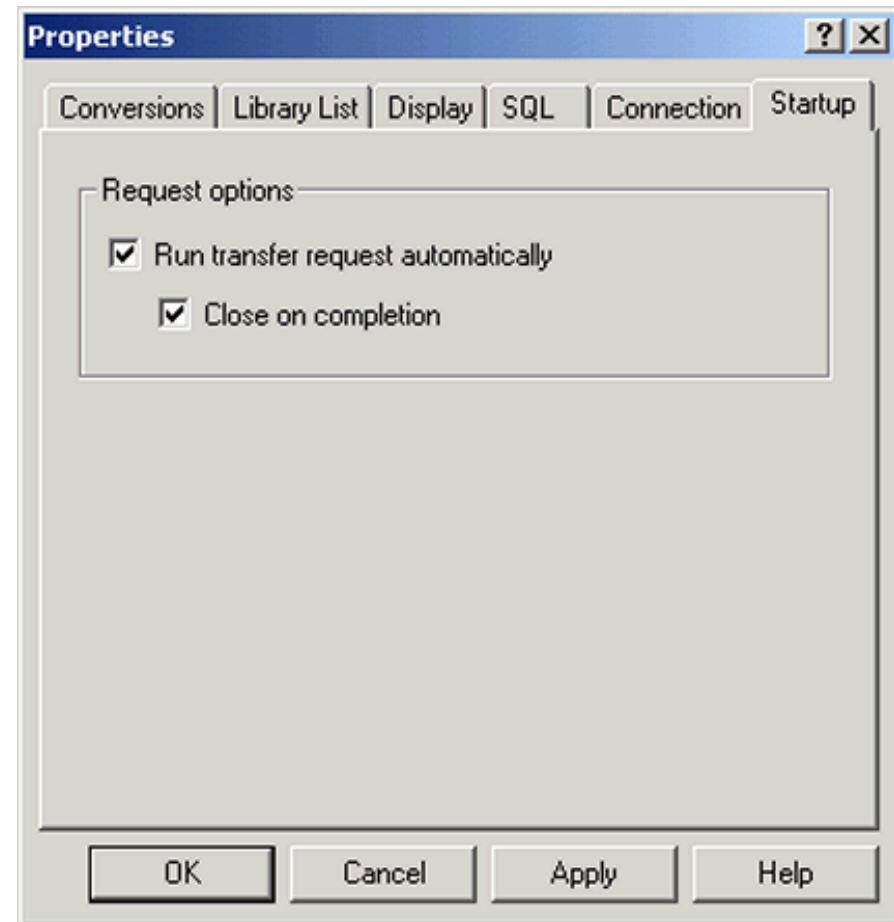 Properties
Conversions Library List Display SQL Connection Startup
Request options
Run transfer request automatically
Close on completion
OK Cancel Apply Help